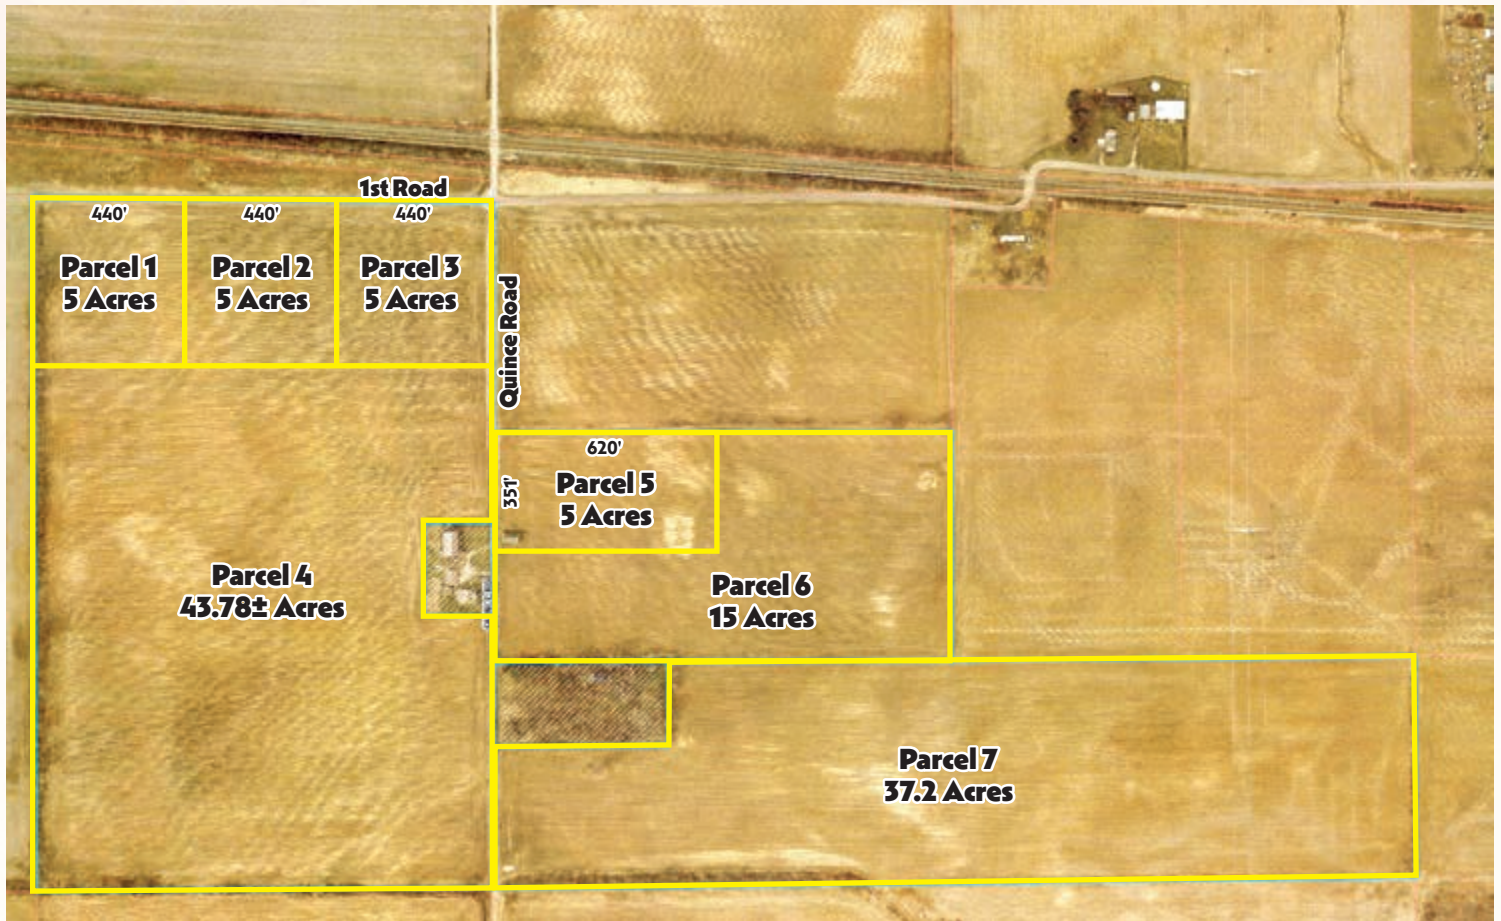 1st Road
440'
440'
440'
Parcel 1
5 Acres
Parcel 2
5 Acres
Parcel 3
5 Acres
Quince Road
620'
351'
Parcel 5
5 Acres
Parcel 4
43.78± Acres
Parcel 6
15 Acres
Parcel 7
37.2 Acres